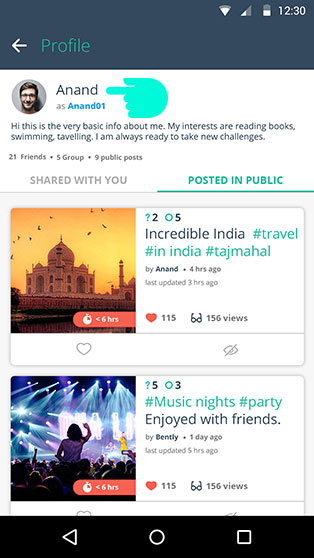 12:30
Profile
Anand
as Anand01
Hi this is the very basic info about me. My interests are reading books,
swimming, tavelling. I am always ready to take new challenges.
21 Friends • 5 Group • 9 public posts
SHARED WITH YOU
POSTED IN PUBLIC
?2 5
Incredible India #travel
#in india #tajmahal
by Anand • 4 hrs ago
last updated 3 hrs ago
< 6 hrs
115 156 views
?5 3
#Music nights #party
Enjoyed with friends.
by Bently • 1 day ago
last updated 5 hrs ago
< 6 hrs
115 156 views